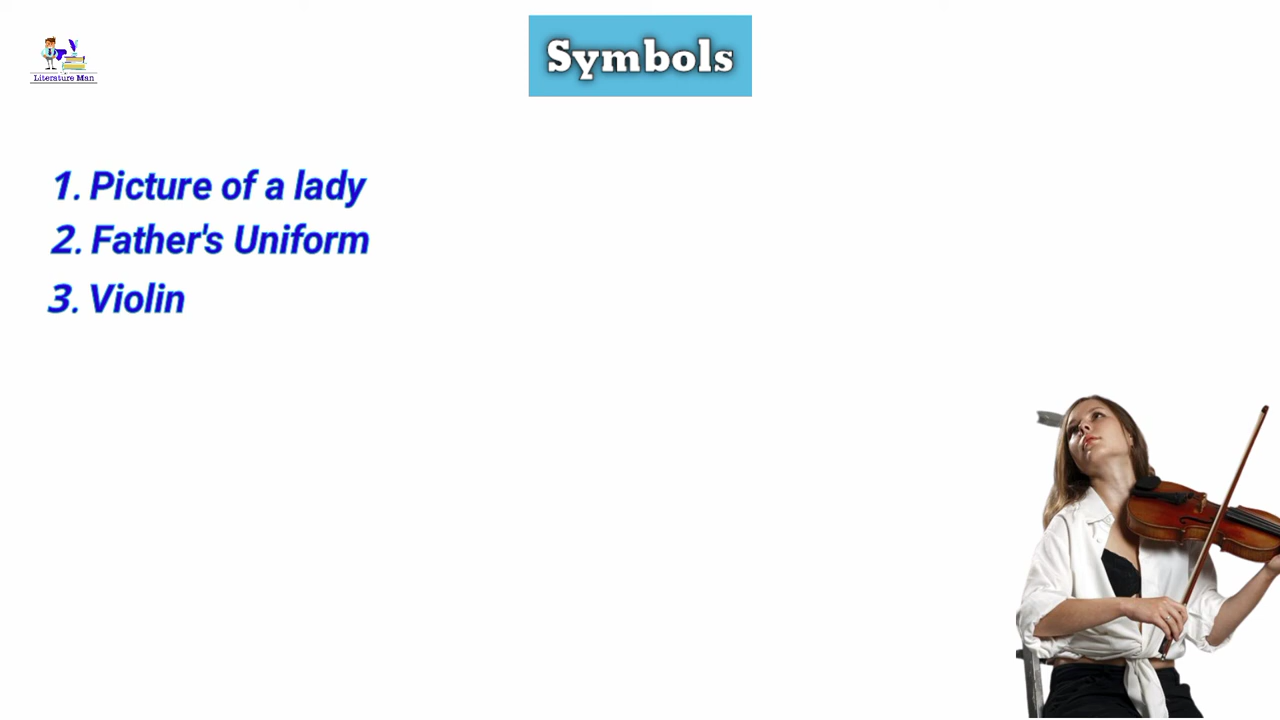 Literature Man
Symbols
1. Picture of a lady
2. Father's Uniform
3. Violin